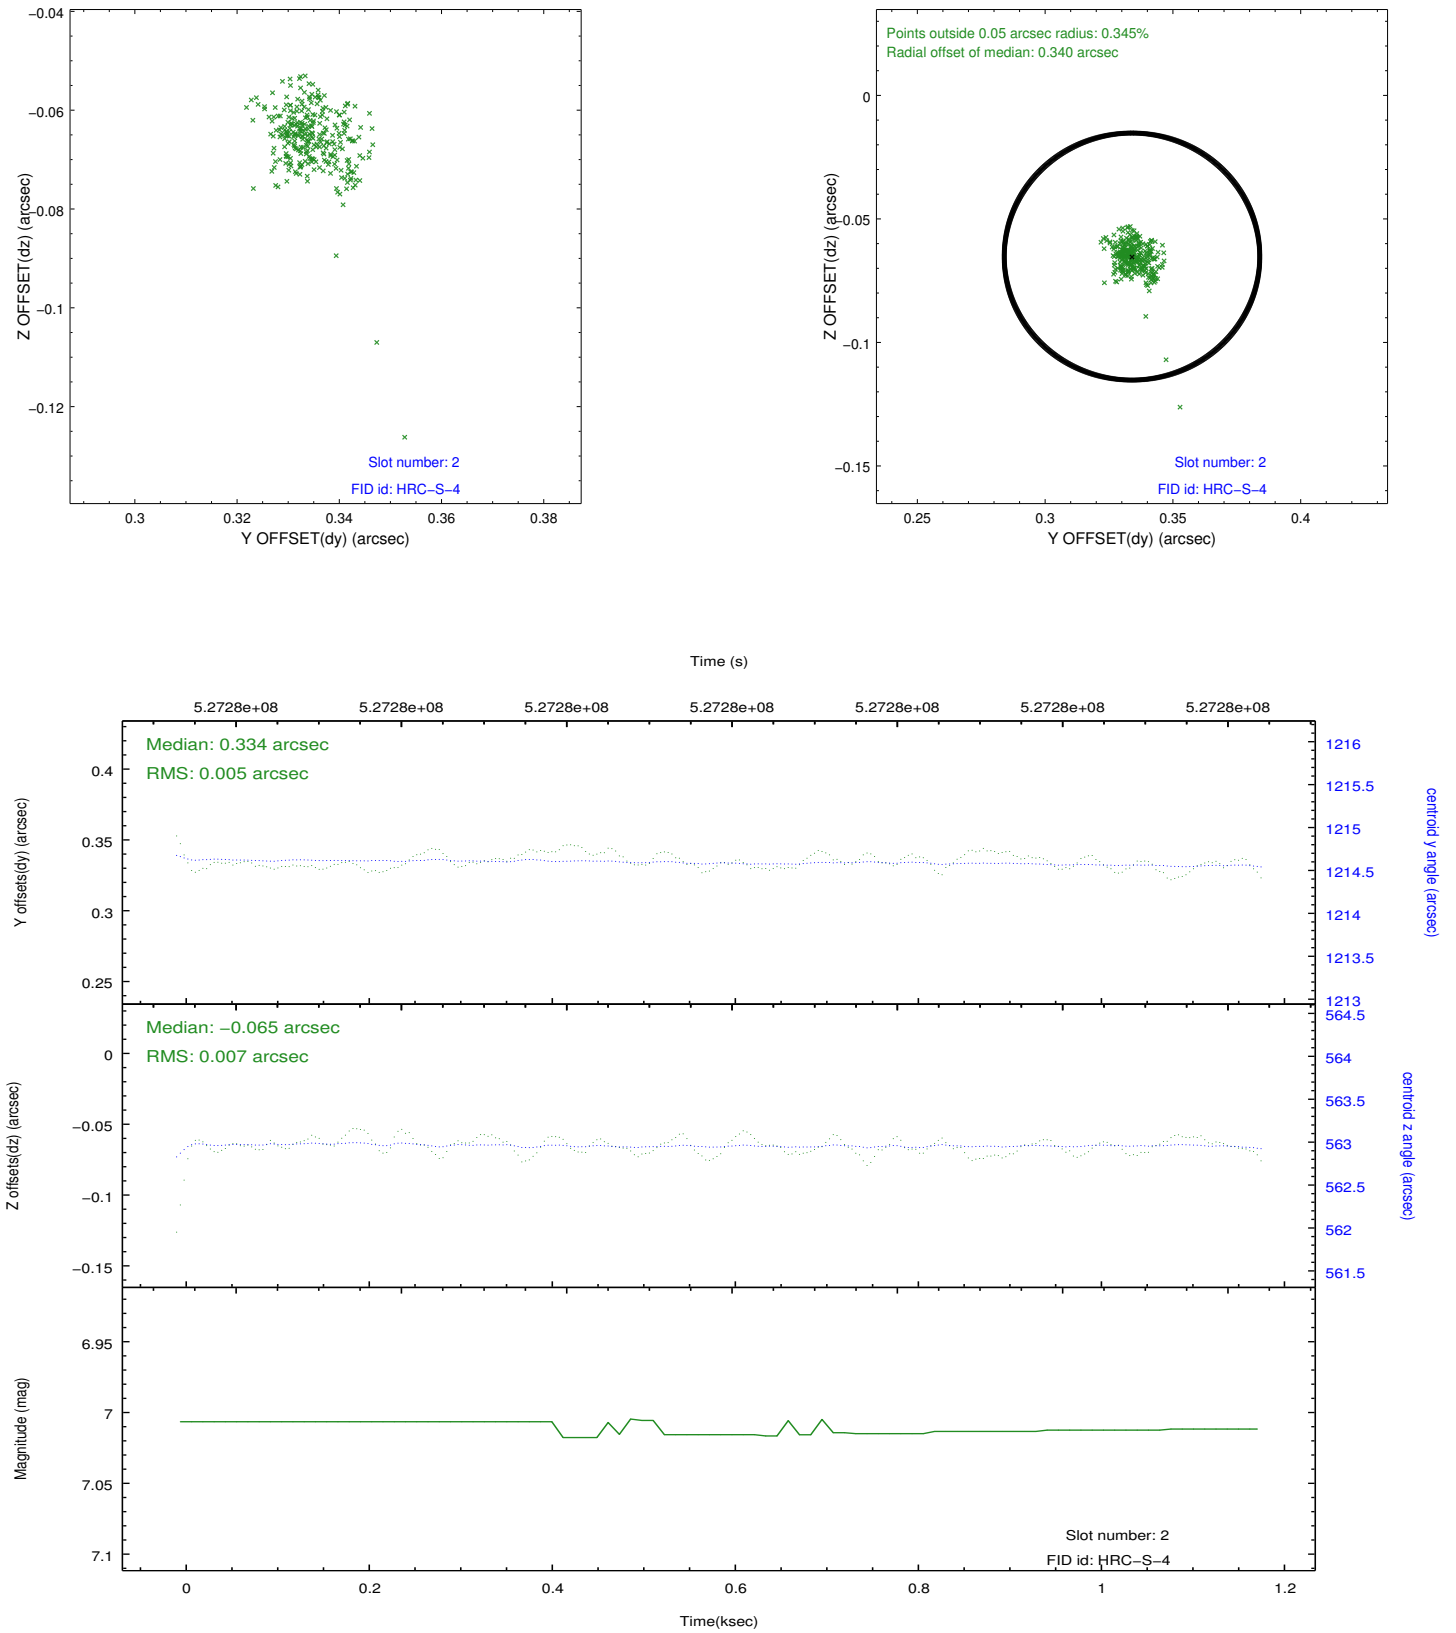 −0.04
−0.06
−0.08
−0.1
−0.12
Z OFFSET(dz) (arcsec)
Slot number: 2
FID id: HRC−S−4
0.3 0.32 0.34 0.36 0.38
Y OFFSET(dy) (arcsec)
Points outside 0.05 arcsec radius: 0.345%
Radial offset of median: 0.340 arcsec
0
−0.05
−0.1
−0.15
Z OFFSET(dz) (arcsec)
Slot number: 2
FID id: HRC−S−4
0.25 0.3 0.35 0.4
Y OFFSET(dy) (arcsec)
Time (s)
5.2728e+08 5.2728e+08 5.2728e+08 5.2728e+08 5.2728e+08 5.2728e+08 5.2728e+08
Median: 0.334 arcsec
RMS: 0.005 arcsec
0.4
0.35
0.3
0.25
Y offsets(dy) (arcsec)
1216
1215.5
1215
1214.5
1214
1213.5
1213
centroid y angle (arcsec)
Median: −0.065 arcsec
RMS: 0.007 arcsec
0
−0.05
−0.1
−0.15
Z offsets(dz) (arcsec)
564.5
564
563.5
563
562.5
562
561.5
centroid z angle (arcsec)
6.95
7
7.05
7.1
Magnitude (mag)
Slot number: 2
FID id: HRC−S−4
0 0.2 0.4 0.6 0.8 1 1.2
Time(ksec)